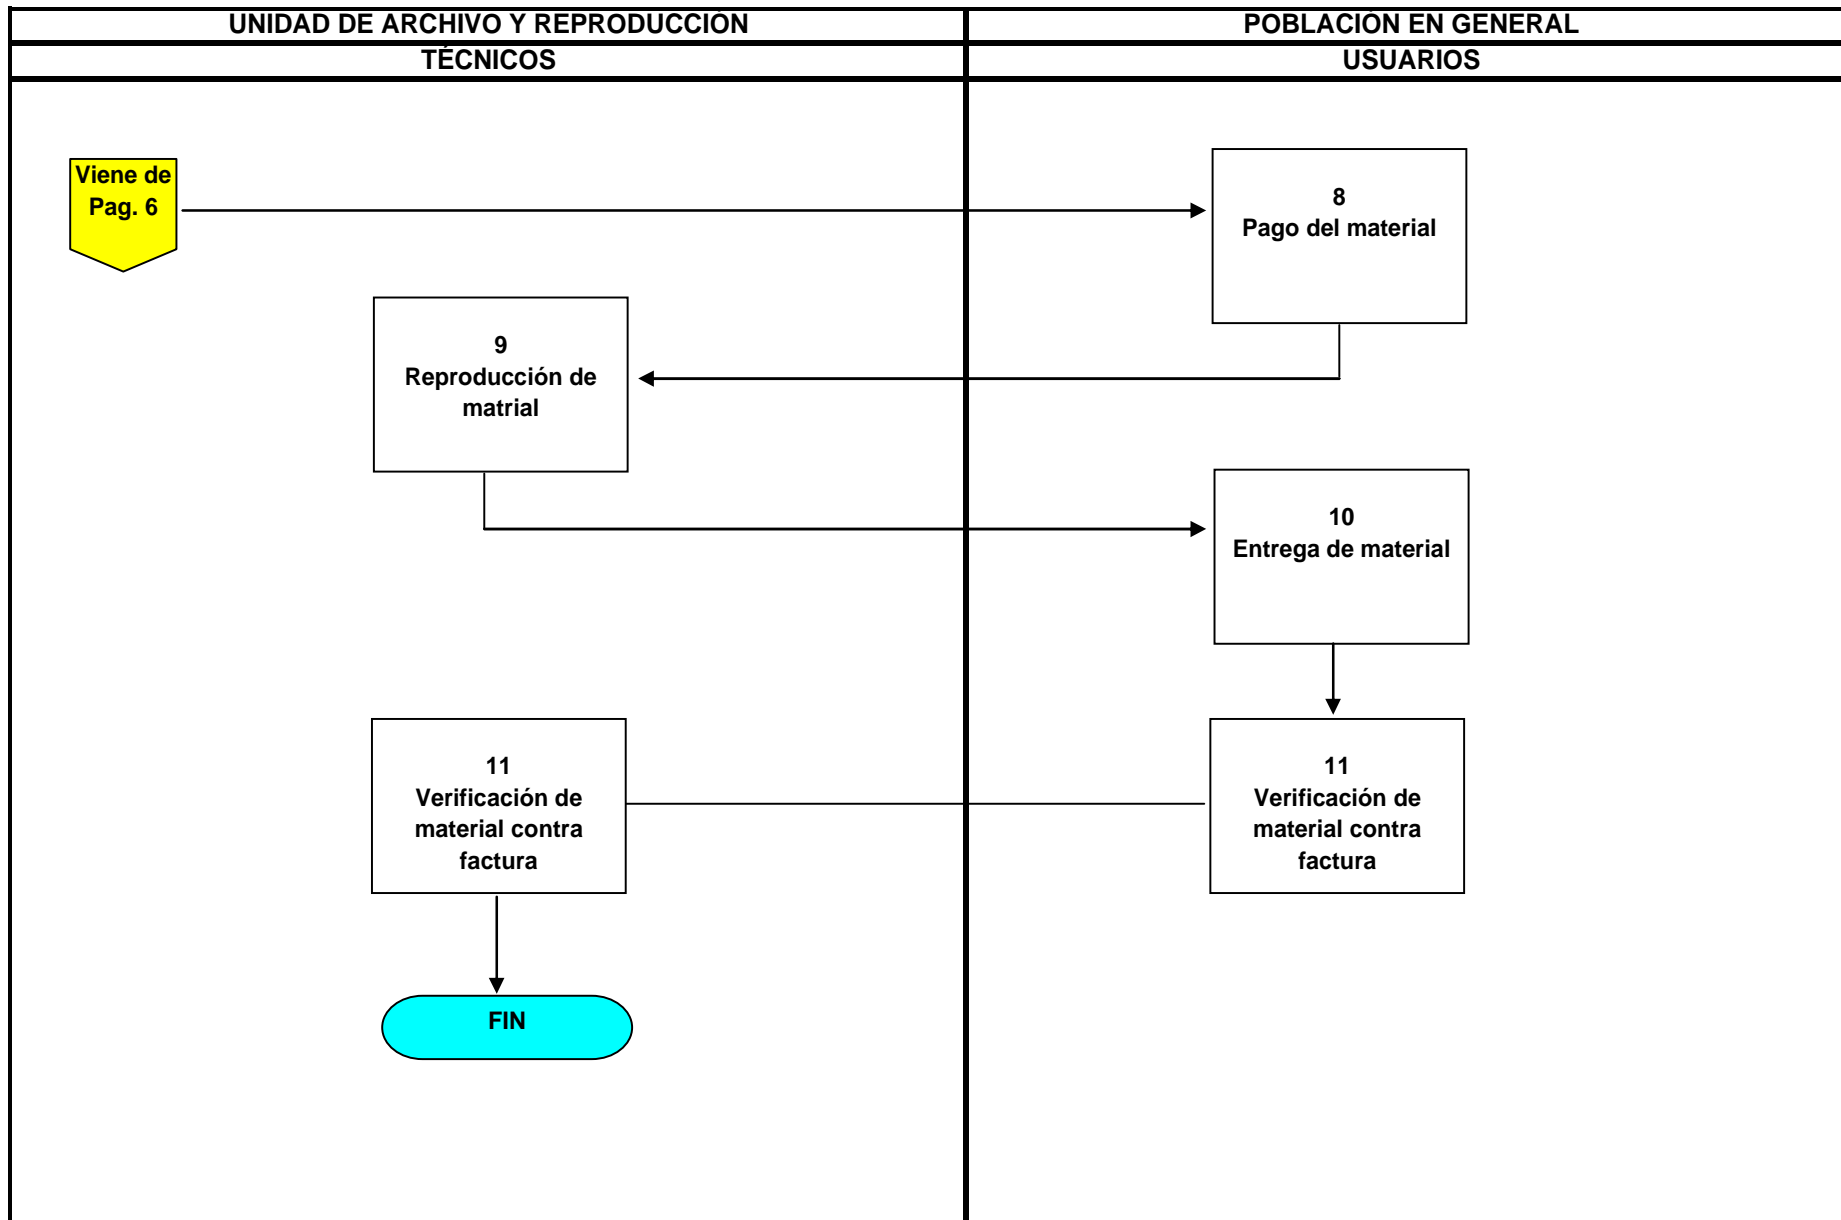 UNIDAD DE ARCHIVO Y REPRODUCCIÓN
POBLACIÓN EN GENERAL
TÉCNICOS
USUARIOS
Viene de
Pag. 6
8
Pago del material
9
Reproducción de
matrial
10
Entrega de material
11
Verificación de
material contra
factura
11
Verificación de
material contra
factura
FIN